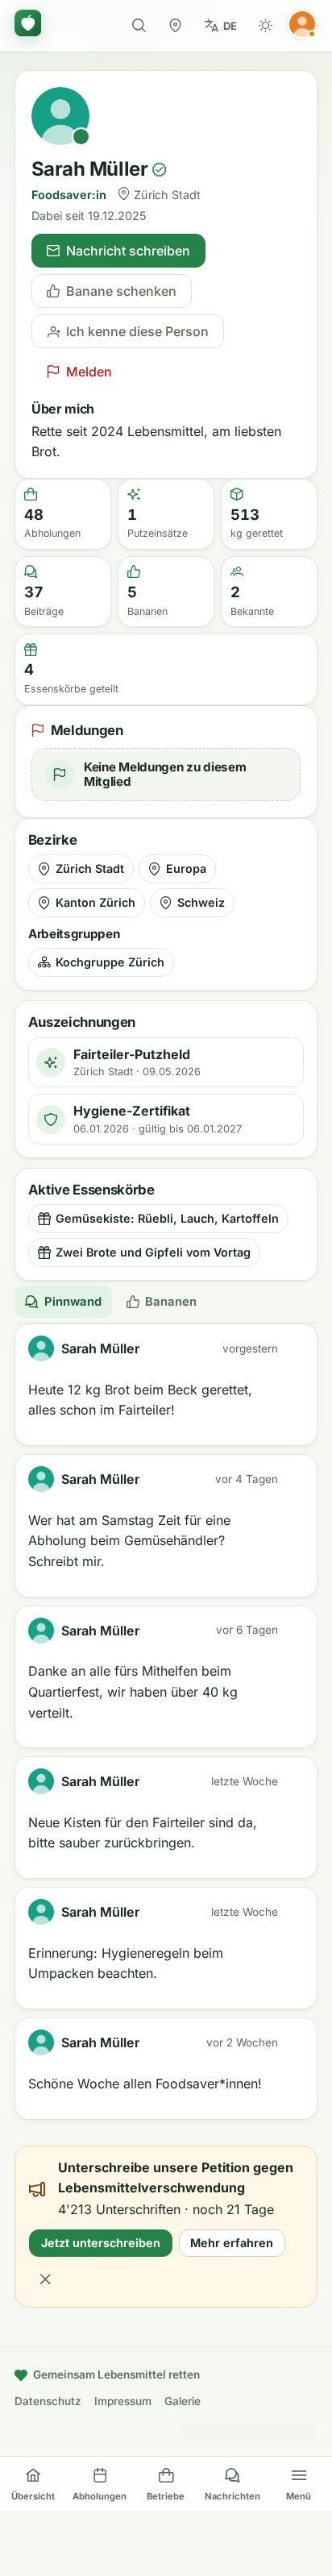 DE
Sarah Müller
Foodsaver:in Zürich Stadt
Dabei seit 19.12.2025
Nachricht schreiben
Banane schenken
Ich kenne diese Person
Melden
Über mich
Rette seit 2024 Lebensmittel, am liebsten
Brot.
48
Abholungen
1
Putzeinsätze
513
kg gerettet
37
Beiträge
5
Bananen
2
Bekannte
4
Essenskörbe geteilt
Meldungen
Keine Meldungen zu diesem
Mitglied
Bezirke
Zürich Stadt
Europa
Kanton Zürich
Schweiz
Arbeitsgruppen
Kochgruppe Zürich
Auszeichnungen
Fairteiler-Putzheld
Zürich Stadt · 09.05.2026
Hygiene-Zertifikat
06.01.2026 · gültig bis 06.01.2027
Aktive Essenskörbe
Gemüsekiste: Rüebli, Lauch, Kartoffeln
Zwei Brote und Gipfeli vom Vortag
Pinnwand
Bananen
Sarah Müller vorgestern
Heute 12 kg Brot beim Beck gerettet,
alles schon im Fairteiler!
Sarah Müller vor 4 Tagen
Wer hat am Samstag Zeit für eine
Abholung beim Gemüsehändler?
Schreibt mir.
Sarah Müller vor 6 Tagen
Danke an alle fürs Mithelfen beim
Quartierfest, wir haben über 40 kg
verteilt.
Sarah Müller letzte Woche
Neue Kisten für den Fairteiler sind da,
bitte sauber zurückbringen.
Sarah Müller letzte Woche
Erinnerung: Hygieneregeln beim
Umpacken beachten.
Sarah Müller vor 2 Wochen
Schöne Woche allen Foodsaver*innen!
Unterschreibe unsere Petition gegen
Lebensmittelverschwendung
4'213 Unterschriften · noch 21 Tage
Jetzt unterschreiben
Mehr erfahren
Gemeinsam Lebensmittel retten
Datenschutz Impressum Galerie
Übersicht Abholungen Betriebe Nachrichten Menü